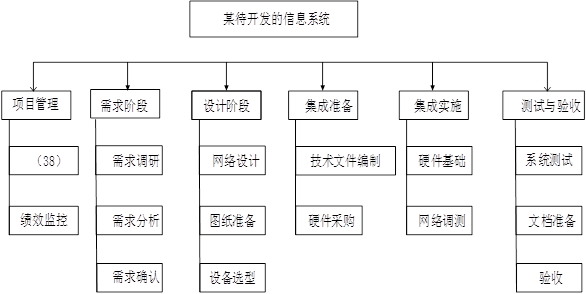 某待开发的信息系统
项目管理
需求阶段
设计阶段
集成准备
集成实施
测试与验收
（38）
需求调研
网络设计
技术文件编制
硬件基础
系统测试
绩效监控
需求分析
图纸准备
硬件采购
网络调测
文档准备
需求确认
设备选型
验收